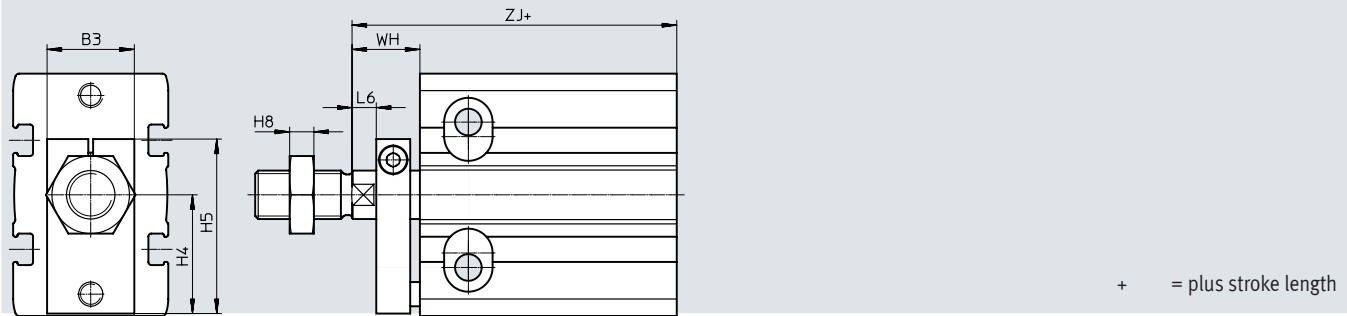 ZJ+
B3
WH
L6
H8
H5
H4
+ = plus stroke length